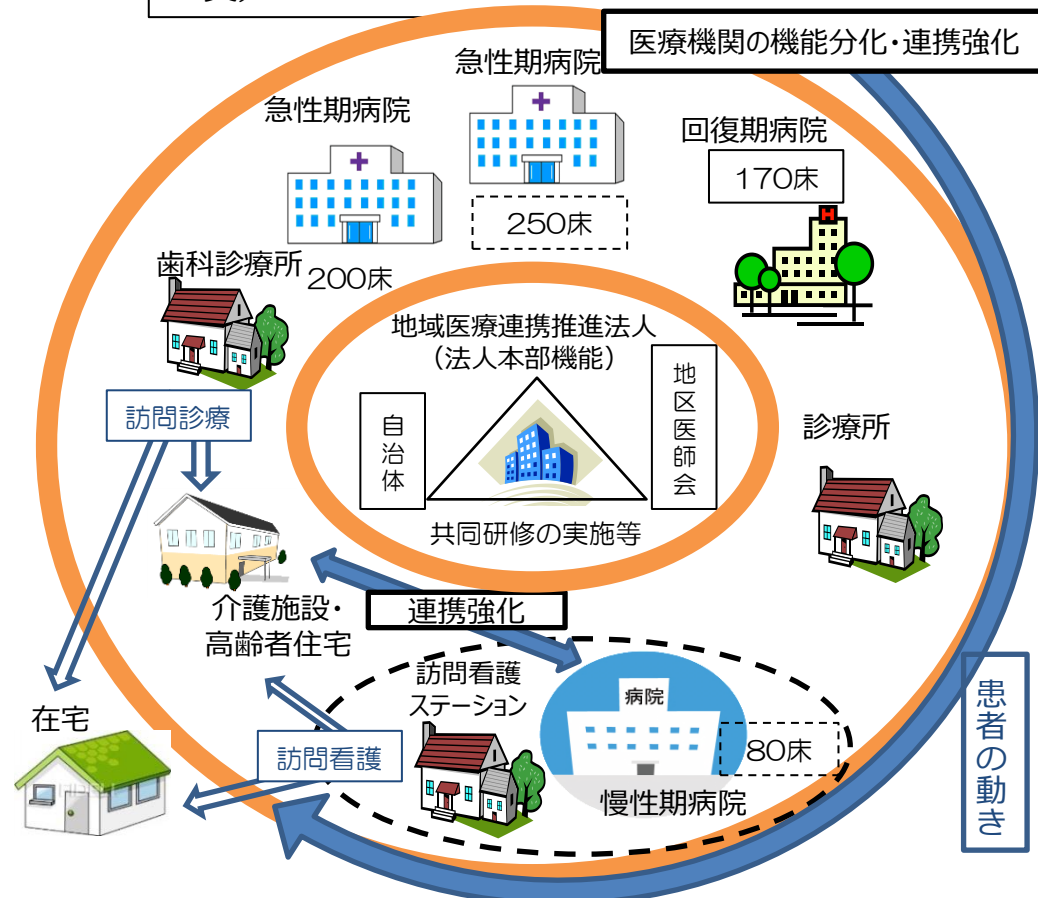 医療機関の機能分化・連携強化
急性期病院
急性期病院
回復期病院
170床
250床
歯科診療所
200床
地域医療連携推進法人
（法人本部機能）
自治体
地区医師会
共同研修の実施等
訪問診療
診療所
介護施設・
高齢者住宅
連携強化
訪問看護
ステーション
病院
80床
慢性期病院
在宅
訪問看護
患者の動き